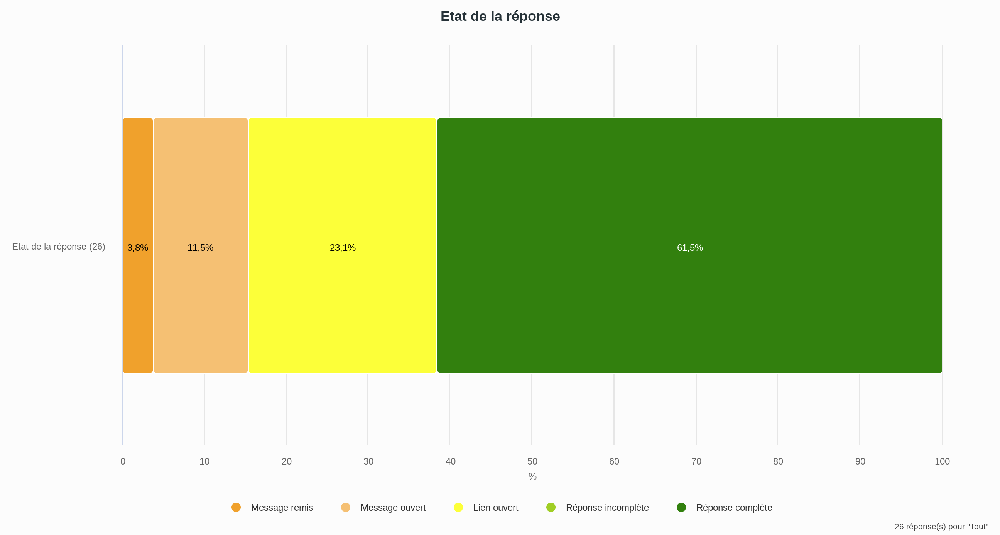 Etat de la réponse
Etat de la réponse (26)
3,8%
11,5%
23,1%
61,5%
0 10 20 30 40 50 60 70 80 90 100
%
Message remis Message ouvert Lien ouvert Réponse incomplète Réponse complète
26 réponse(s) pour "Tout"